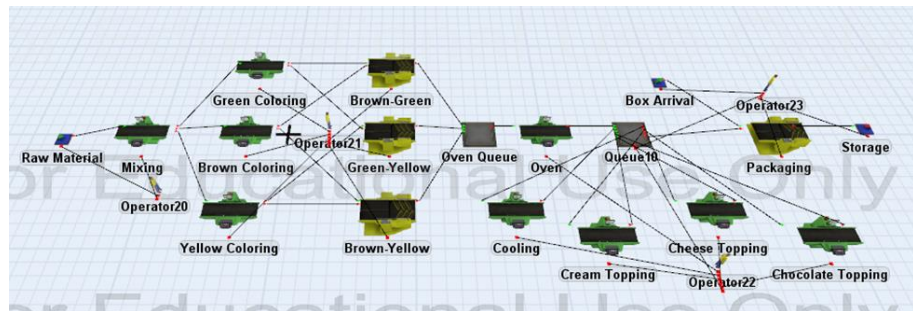 Green Coloring
Brown-Green
Box Arrival
Operator23
Raw Material
Mixing
Brown Coloring
Operator21
Green-Yellow
Oven Queue
Oven
Queue10
Packaging
Storage
or Educational Use Only
Operator20
Yellow Coloring
Brown-Yellow
Cooling
Cheese Topping
Cream Topping
Operator22
Chocolate Topping
or Educational Use Only